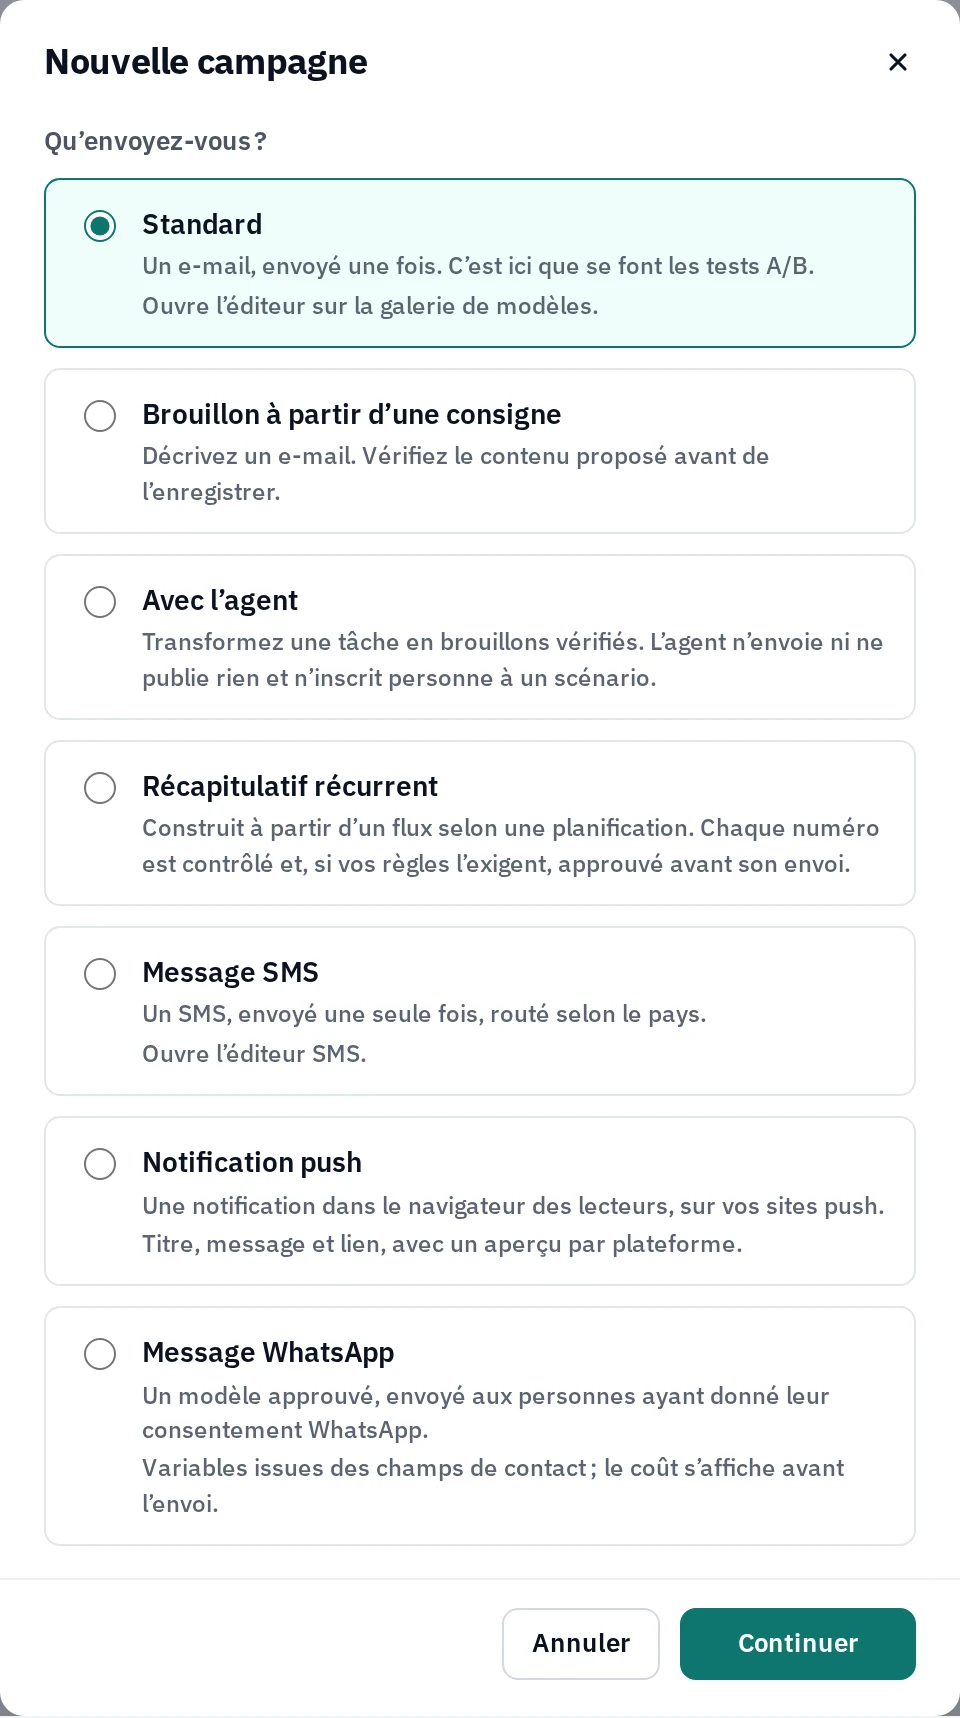 Nouvelle campagne
Qu’envoyez-vous ?
Standard
Un e-mail, envoyé une fois. C’est ici que se font les tests A/B.
Ouvre l’éditeur sur la galerie de modèles.
Brouillon à partir d’une consigne
Décrivez un e-mail. Vérifiez le contenu proposé avant de
l’enregistrer.
Avec l’agent
Transformez une tâche en brouillons vérifiés. L’agent n’envoie ni ne
publie rien et n’inscrit personne à un scénario.
Récapitulatif récurrent
Construit à partir d’un flux selon une planification. Chaque numéro
est contrôlé et, si vos règles l’exigent, approuvé avant son envoi.
Message SMS
Un SMS, envoyé une seule fois, routé selon le pays.
Ouvre l’éditeur SMS.
Notification push
Une notification dans le navigateur des lecteurs, sur vos sites push.
Titre, message et lien, avec un aperçu par plateforme.
Message WhatsApp
Un modèle approuvé, envoyé aux personnes ayant donné leur
consentement WhatsApp.
Variables issues des champs de contact ; le coût s’affiche avant
l’envoi.
Annuler
Continuer